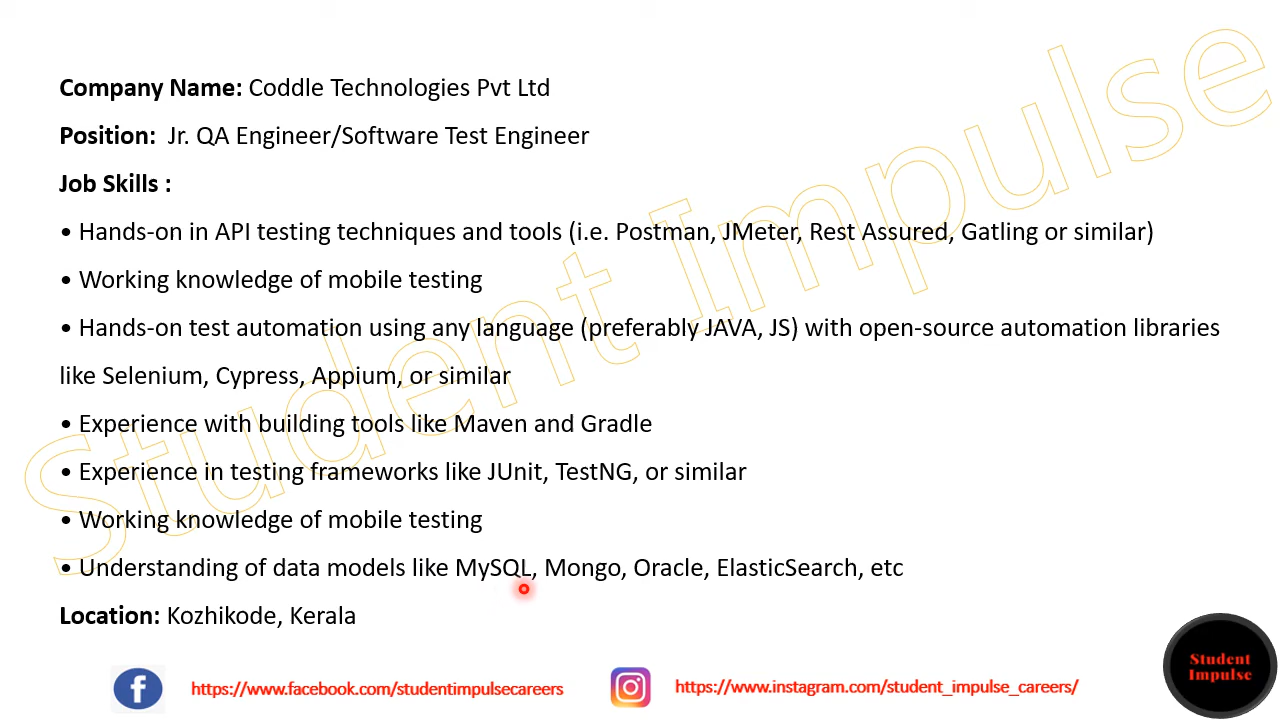 Company Name: Coddle Technologies Pvt Ltd
Position:  Jr. QA Engineer/Software Test Engineer
Job Skills :
• Hands-on in API testing techniques and tools (i.e. Postman, JMeter, Rest Assured, Gatling or similar)
• Working knowledge of mobile testing
• Hands-on test automation using any language (preferably JAVA, JS) with open-source automation libraries
like Selenium, Cypress, Appium, or similar
• Experience with building tools like Maven and Gradle
• Experience in testing frameworks like JUnit, TestNG, or similar
• Working knowledge of mobile testing
• Understanding of data models like MySQL, Mongo, Oracle, ElasticSearch, etc
Location: Kozhikode, Kerala
Student Impulse
https://www.facebook.com/studentimpulsecareers
https://www.instagram.com/student_impulse_careers/
Student
Impulse